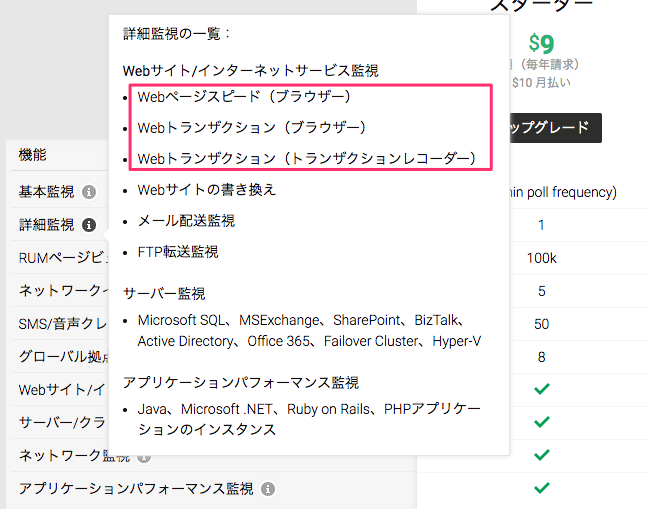 スターター
$9
月（毎年請求）
$10 月払い
ップグレード
詳細監視の一覧：
Webサイト/インターネットサービス監視
• Webページスピード（ブラウザー）
• Webトランザクション（ブラウザー）
• Webトランザクション（トランザクションレコーダー）
• Webサイトの書き換え
• メール配送監視
• FTP転送監視
サーバー監視
• Microsoft SQL、MSExchange、SharePoint、BizTalk、
Active Directory、Office 365、Failover Cluster、Hyper-V
アプリケーションパフォーマンス監視
• Java、Microsoft .NET、Ruby on Rails、PHPアプリケー
ションのインスタンス
機能
基本監視
in poll frequency)
詳細監視
1
RUMページビ
100k
ネットワーク
5
SMS/音声クレ
50
グローバル拠点
8
Webサイト/イ
サーバー/クラ
ネットワーク監視
アプリケーションパフォーマンス監視